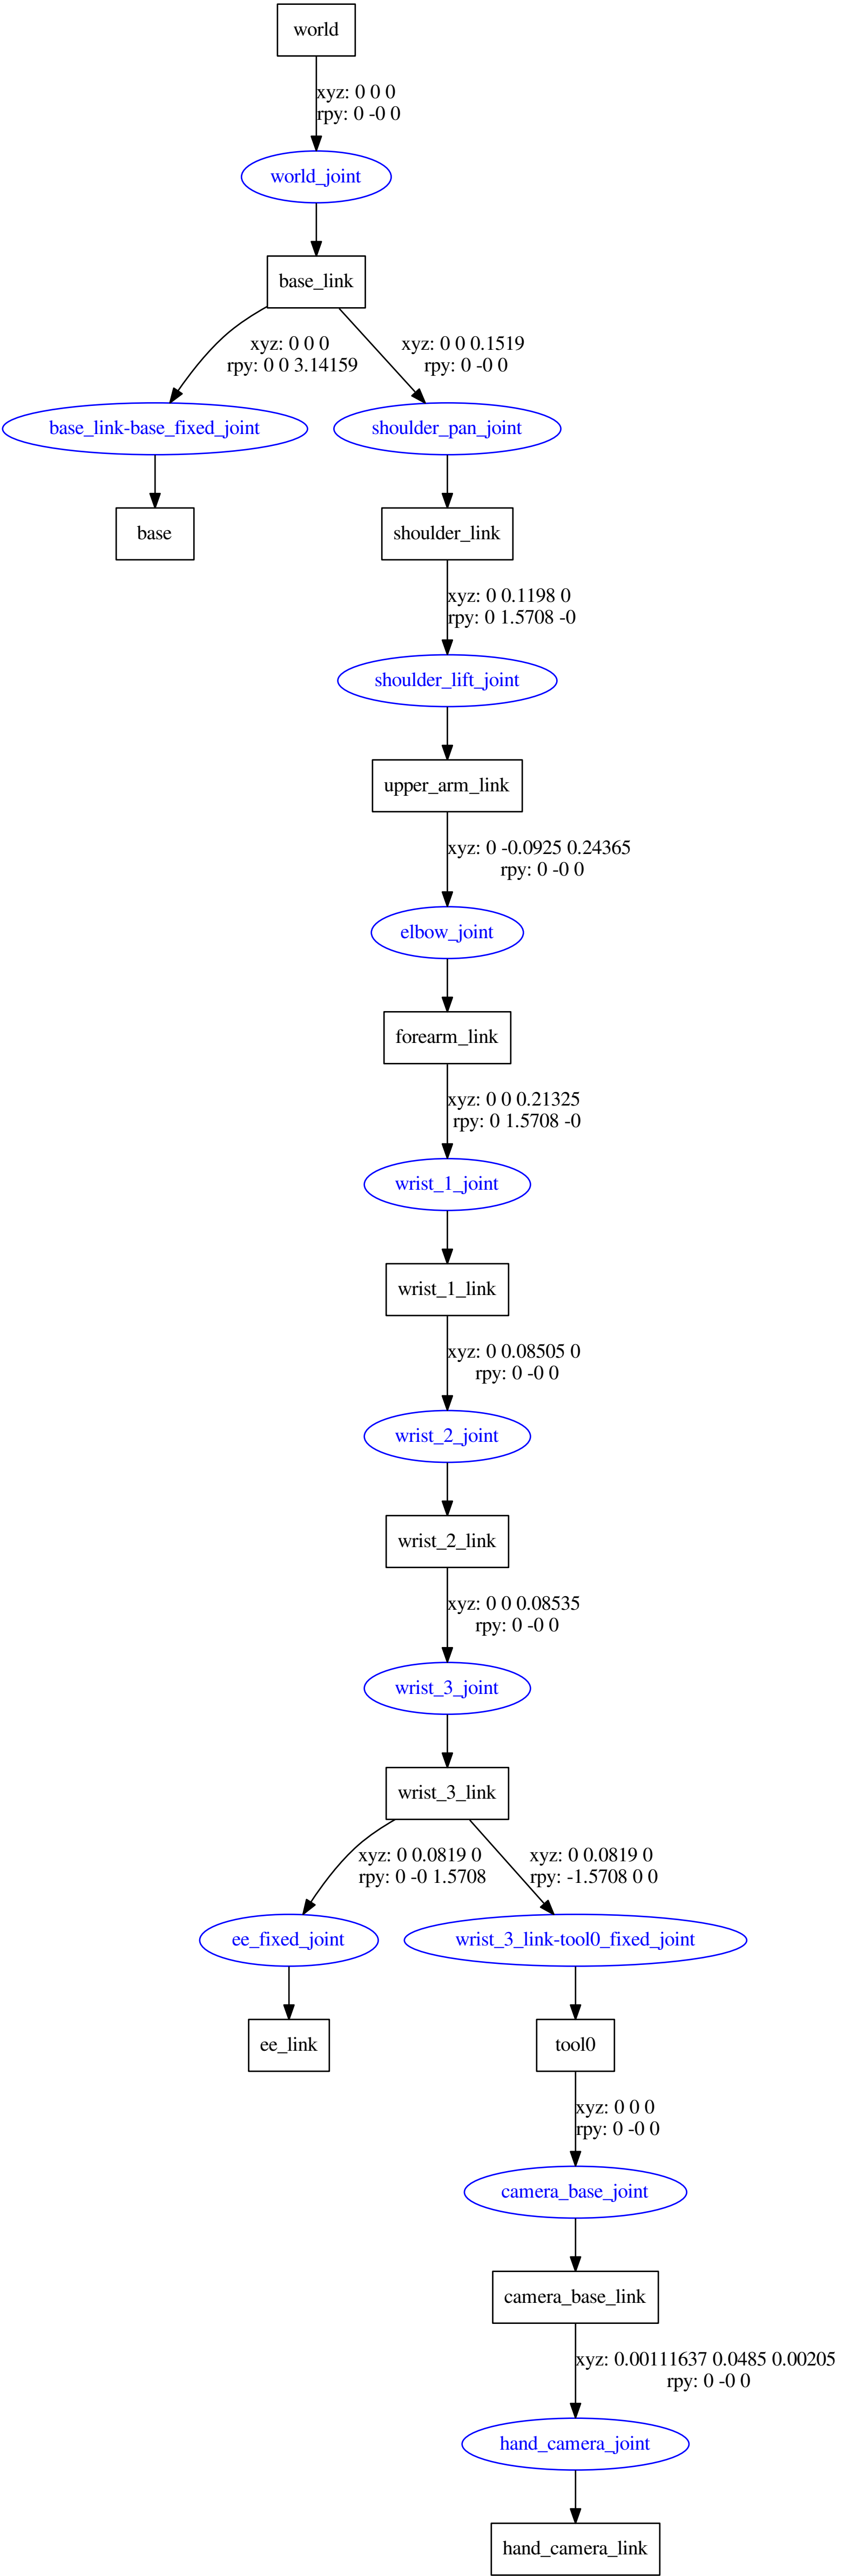 world
xyz: 0 0 0
rpy: 0 -0 0
world_joint
base_link
xyz: 0 0 0
rpy: 0 0 3.14159
xyz: 0 0 0.1519
rpy: 0 -0 0
base_link-base_fixed_joint
shoulder_pan_joint
base
shoulder_link
xyz: 0 0.1198 0
rpy: 0 1.5708 -0
shoulder_lift_joint
upper_arm_link
xyz: 0 -0.0925 0.24365
rpy: 0 -0 0
elbow_joint
forearm_link
xyz: 0 0 0.21325
rpy: 0 1.5708 -0
wrist_1_joint
wrist_1_link
xyz: 0 0.08505 0
rpy: 0 -0 0
wrist_2_joint
wrist_2_link
xyz: 0 0 0.08535
rpy: 0 -0 0
wrist_3_joint
wrist_3_link
xyz: 0 0.0819 0
rpy: 0 -0 1.5708
xyz: 0 0.0819 0
rpy: -1.5708 0 0
ee_fixed_joint
wrist_3_link-tool0_fixed_joint
ee_link
tool0
xyz: 0 0 0
rpy: 0 -0 0
camera_base_joint
camera_base_link
xyz: 0.00111637 0.0485 0.00205
rpy: 0 -0 0
hand_camera_joint
hand_camera_link